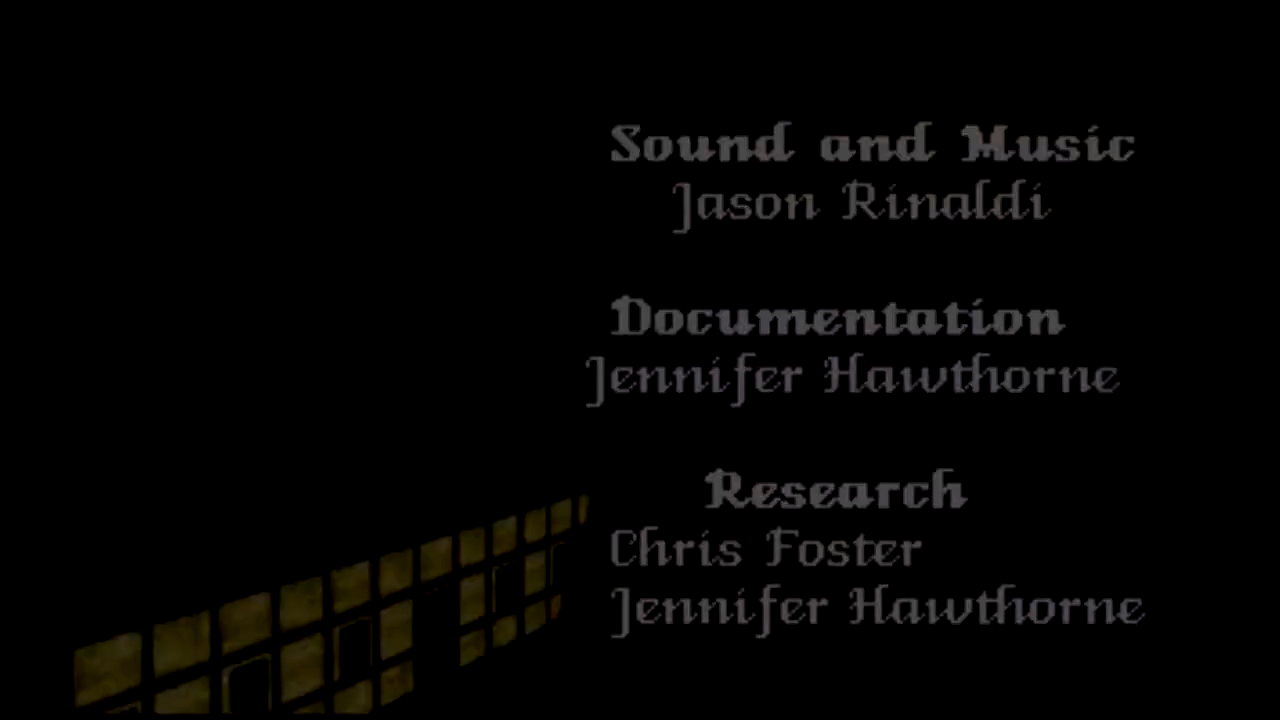 Sound and Music
Jason Rinaldi
Documentation
Jennifer Hawthorne
Research
Chris Foster
Jennifer Hawthorne